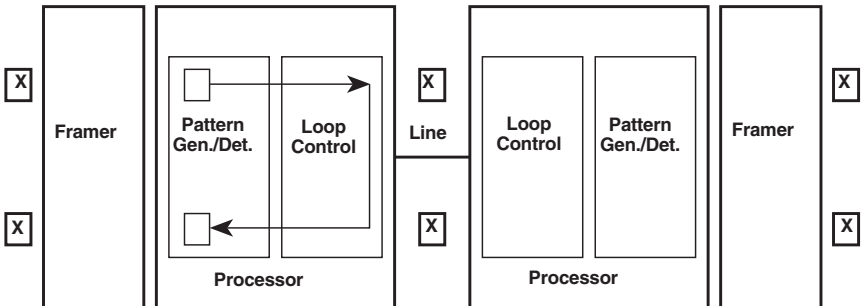 X
X
X
Framer
Pattern
Gen./Det.
Loop
Control
Line
Loop
Control
Pattern
Gen./Det.
Framer
X
X
X
Processor
Processor